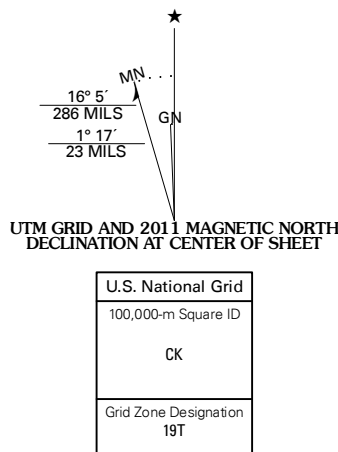 MN
16° 5´
286 MILS
GN
1° 17´
23 MILS
UTM GRID AND 2011 MAGNETIC NORTH
DECLINATION AT CENTER OF SHEET
U.S. National Grid
100,000-m Square ID
CK
Grid Zone Designation
19T